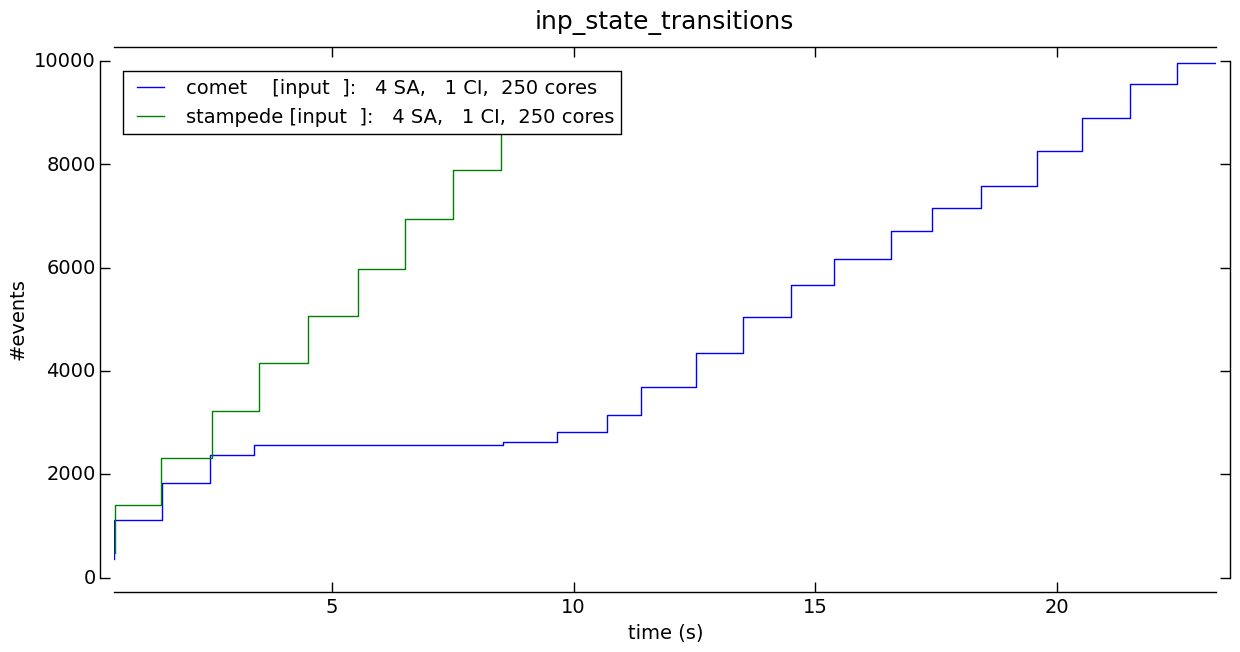 inp_state_transitions
10000
8000
6000
4000
2000
0
#events
comet [input ]: 4 SA, 1 CI, 250 cores
stampede [input ]: 4 SA, 1 CI, 250 cores
5
10
15
20
time (s)